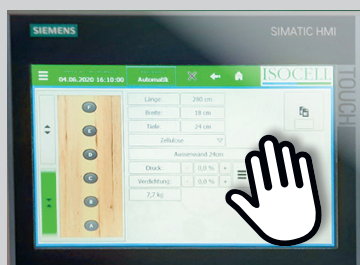 SIEMENS
SIMATIC HMI
TOUCH
04.06.2020 16:10:00 Automatik ISOCELL
Länge: 240 cm
Breite: 18 cm
Tiefe: 24 cm
Zellulose
Aussenwand 24cm
Druck: - 0,0 % +
Verdichtung: - 0,0 % +
7,7 kg
F
E
D
C
B
A